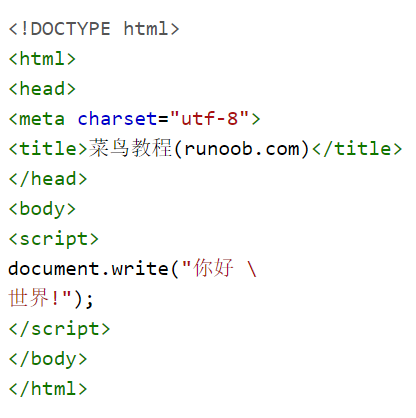 <!DOCTYPE html>
<html>
<head>
<meta charset="utf-8">
<title>菜鸟教程(runoob.com)</title>
</head>
<body>
<script>
document.write("你好 \
世界!");
</script>
</body>
</html>